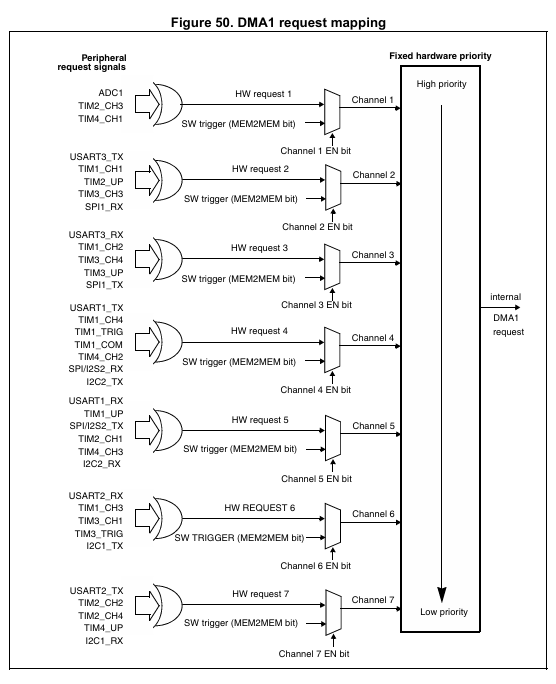 Figure 50. DMA1 request mapping
Peripheral
request signals
Fixed hardware priority
High priority
ADC1
TIM2_CH3
TIM4_CH1
HW request 1
SW trigger (MEM2MEM bit)
Channel 1
Channel 1 EN bit
USART3_TX
TIM1_CH1
TIM2_UP
TIM3_CH3
SPI1_RX
HW request 2
SW trigger (MEM2MEM bit)
Channel 2
Channel 2 EN bit
USART3_RX
TIM1_CH2
TIM3_CH4
TIM3_UP
SPI1_TX
HW request 3
SW trigger (MEM2MEM bit)
Channel 3
Channel 3 EN bit
internal
DMA1
request
USART1_TX
TIM1_CH4
TIM1_TRIG
TIM1_COM
TIM4_CH2
SPI/I2S2_RX
I2C2_TX
HW request 4
SW trigger (MEM2MEM bit)
Channel 4
Channel 4 EN bit
USART1_RX
TIM1_UP
SPI/I2S2_TX
TIM2_CH1
TIM4_CH3
I2C2_RX
HW request 5
SW trigger (MEM2MEM bit)
Channel 5
Channel 5 EN bit
USART2_RX
TIM1_CH3
TIM3_CH1
TIM3_TRIG
I2C1_TX
HW REQUEST 6
SW TRIGGER (MEM2MEM bit)
Channel 6
Channel 6 EN bit
USART2_TX
TIM2_CH2
TIM2_CH4
TIM4_UP
I2C1_RX
HW request 7
SW trigger (MEM2MEM bit)
Channel 7
Channel 7 EN bit
Low priority